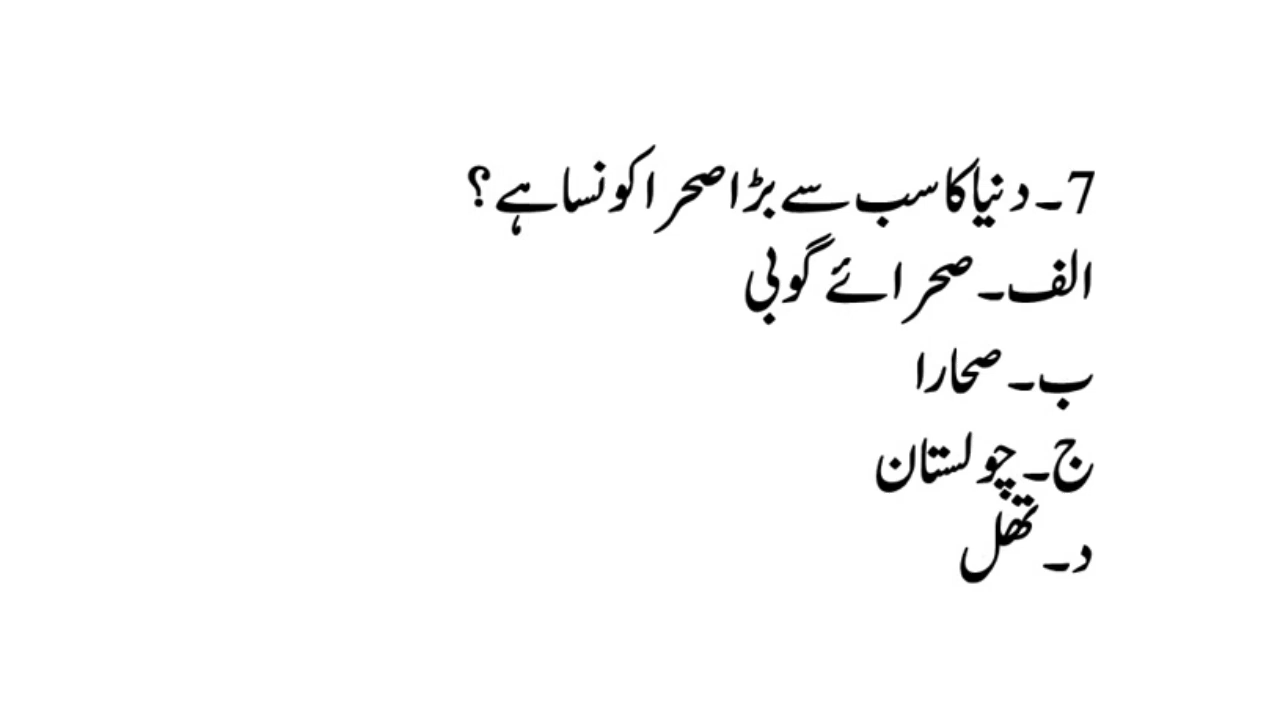 7۔ دنیا کا سب سے بڑا صحرا کونسا ہے؟
الف۔ صحرائے گوبی
ب۔ صحارا
ج۔ چولستان
د۔ تھل